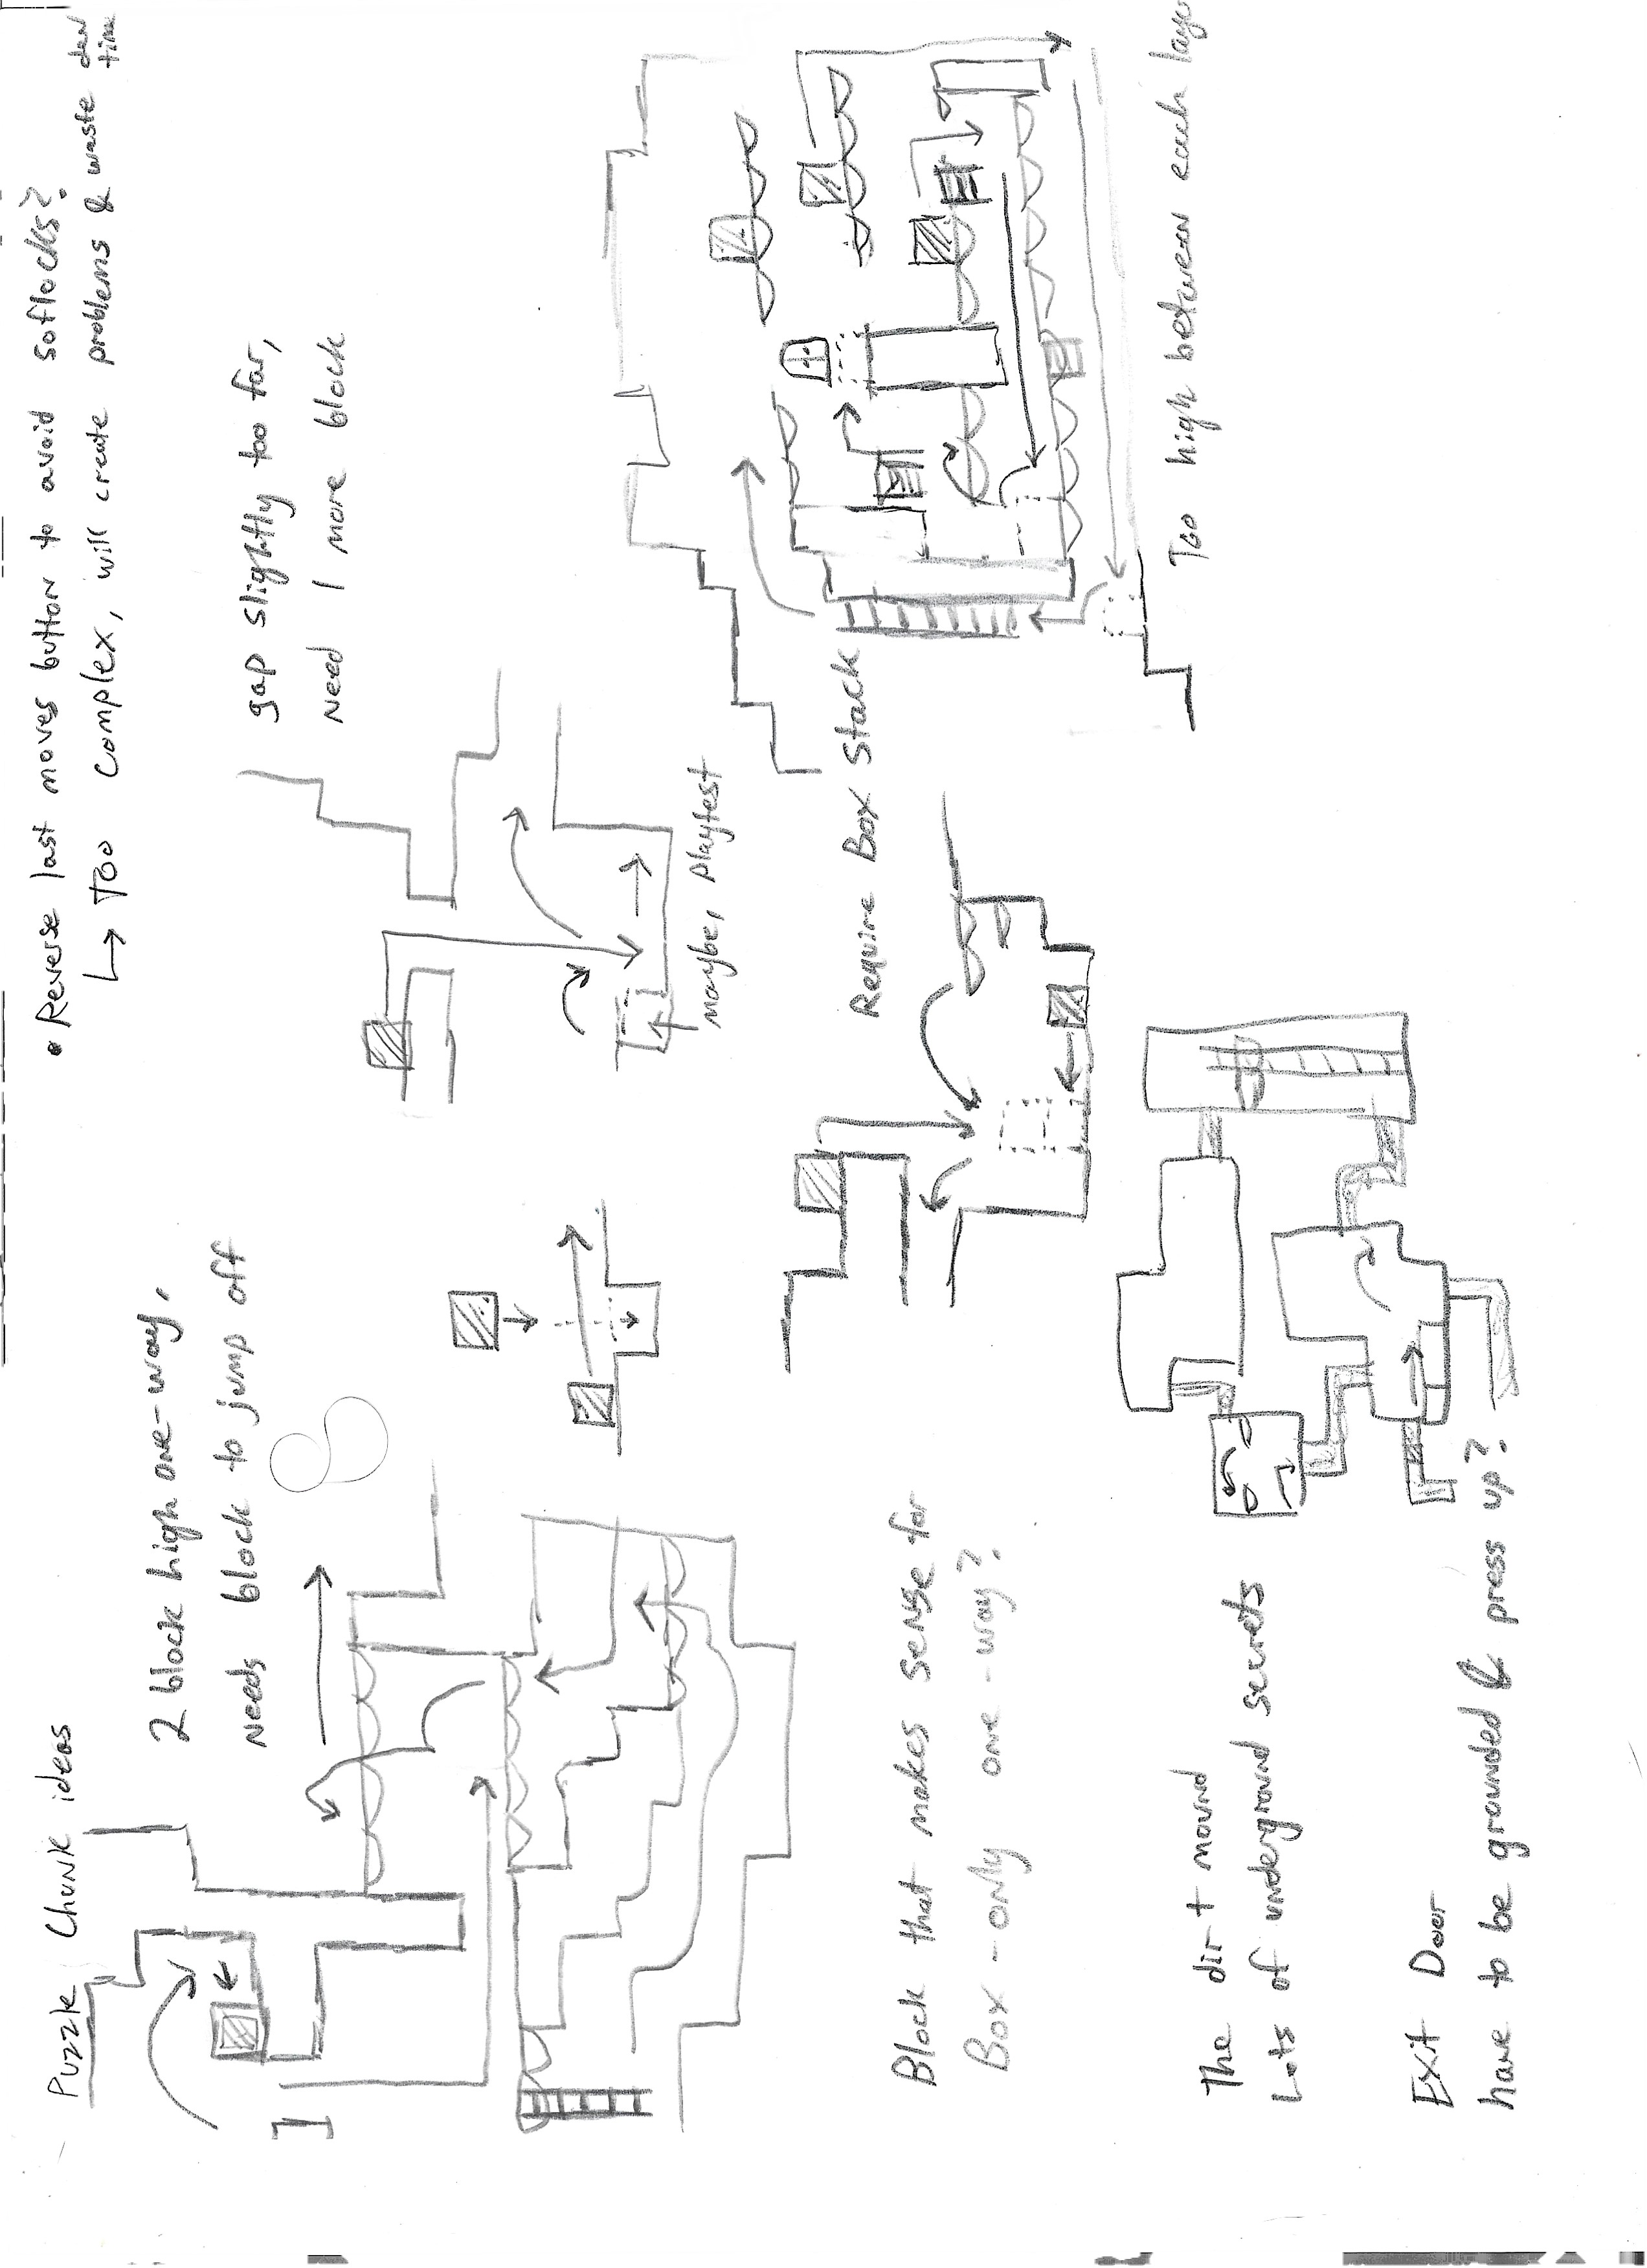 Puzzle Chunk ideas
2 block high one-way,
needs block to jump off
• Reverse last moves button to avoid soflocks?
↳ Too complex, will create problems & waste dev time
gap slightly too far,
need 1 more block
maybe, playtest
Require Box Stack
Too high between each layer
Block that makes sense for
Box-only one-way?
The dirt mound
Lots of underground secrets
Exit Door
have to be grounded & press up?